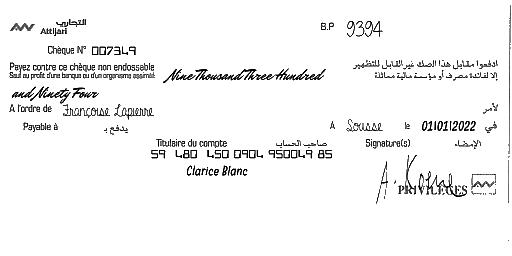 التجاري
Attijari
B.P 9394
Chèque N° 007349
Payez contre ce chèque non endossable
Sauf au profit d'une banque ou d'un organisme assimilé
Nine Thousand Three Hundred
ادفعوا مقابل هذا الصك غير القابل للتظهير
إلا لفائدة مصرف أو مؤسسة مالية مماثلة
and Ninety Four
A l'ordre de Françoise Lapierre لأمر
Payable à يدفع بـ
A Sousse le 01/01/2022 في
Titulaire du compte صاحب الحساب
Signature(s) الإمضاء
59 480 450 0904 950049 85
Clarice Blanc
PRIVILEGES